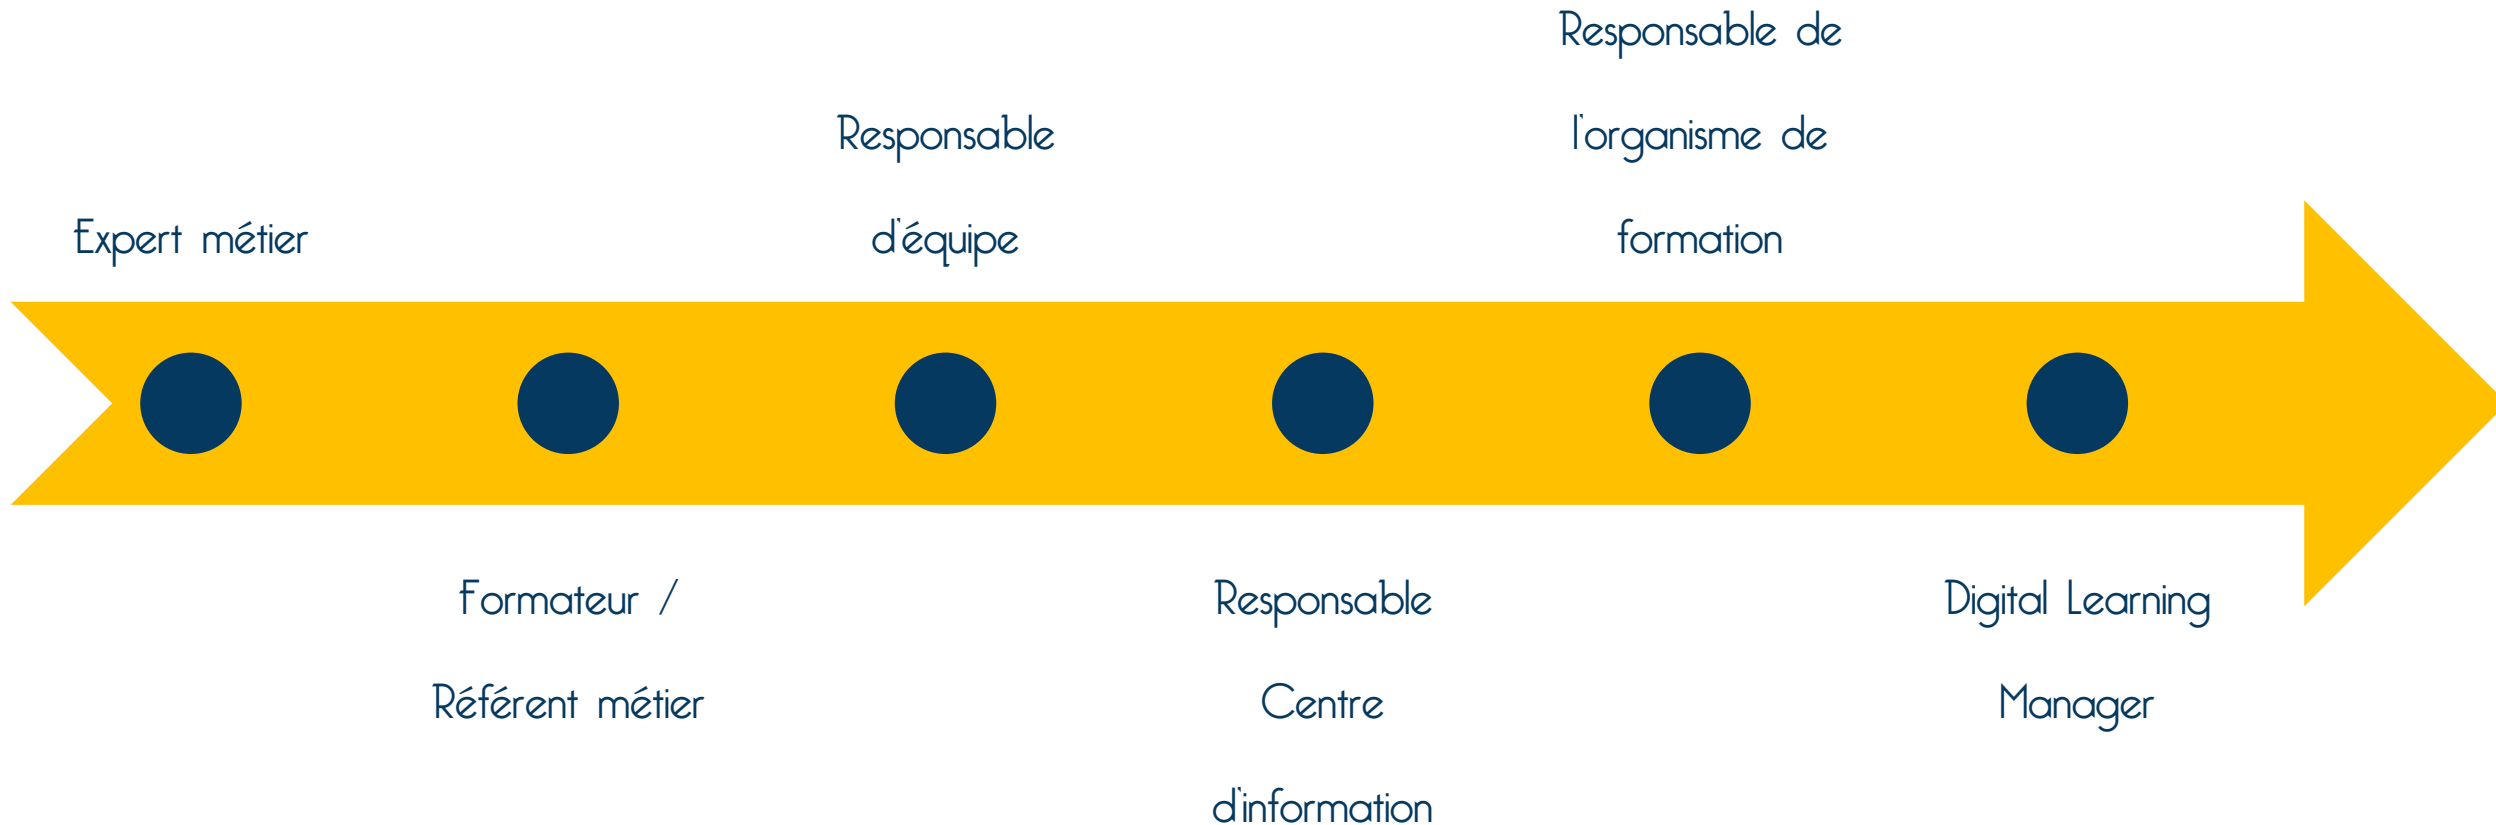 Expert métier
Formateur /
Référent métier
Responsable
d'équipe
Responsable
Centre
d'information
Responsable de
l'organisme de
formation
Digital Learning
Manager